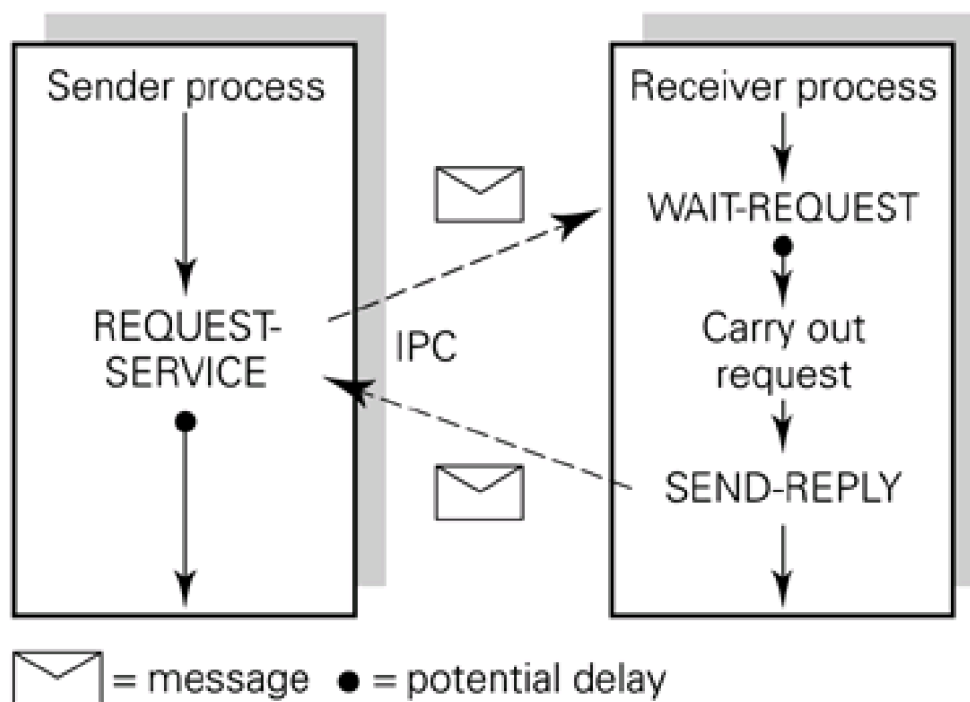 Sender process
REQUEST-
SERVICE
IPC
Receiver process
WAIT-REQUEST
Carry out
request
SEND-REPLY
= message = potential delay